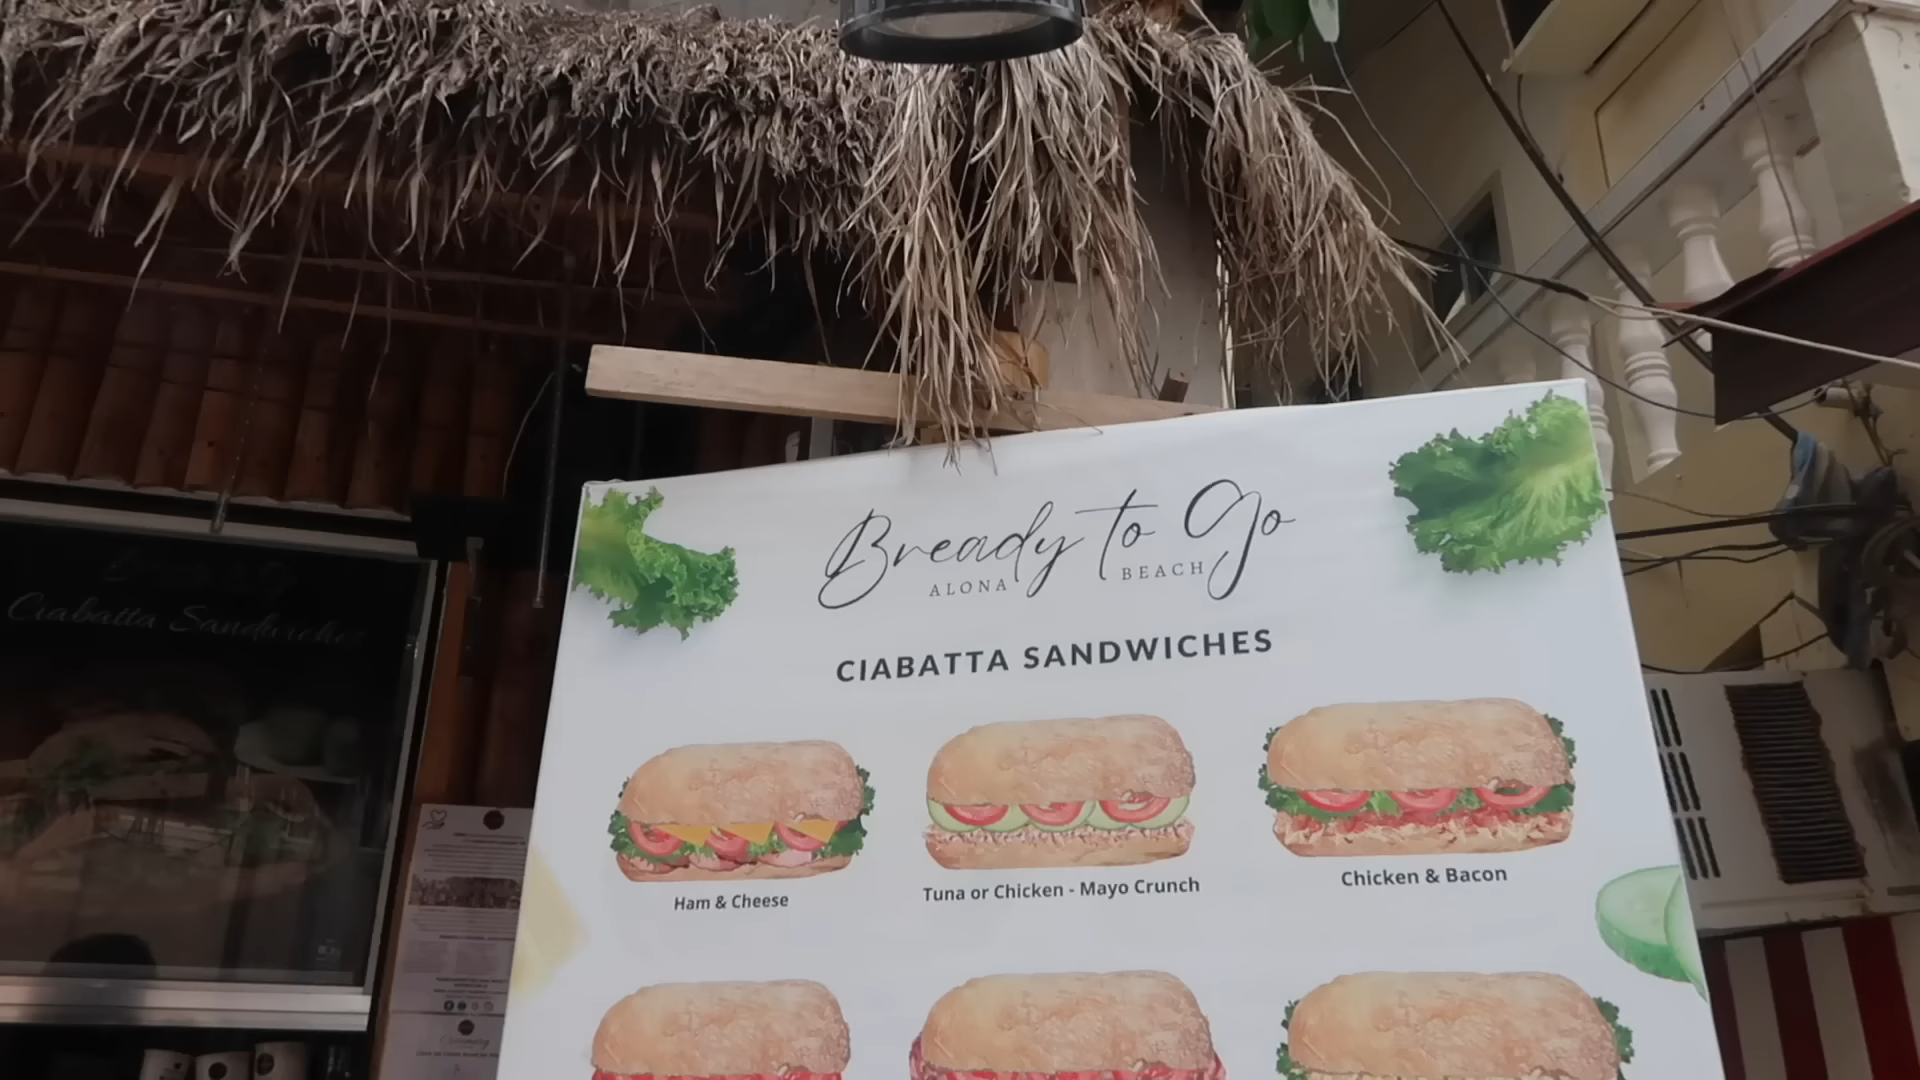 Bready to Go
ALONA BEACH
CIABATTA SANDWICHES
Ham & Cheese
Tuna or Chicken - Mayo Crunch
Chicken & Bacon
Ciabatta Sandwiches